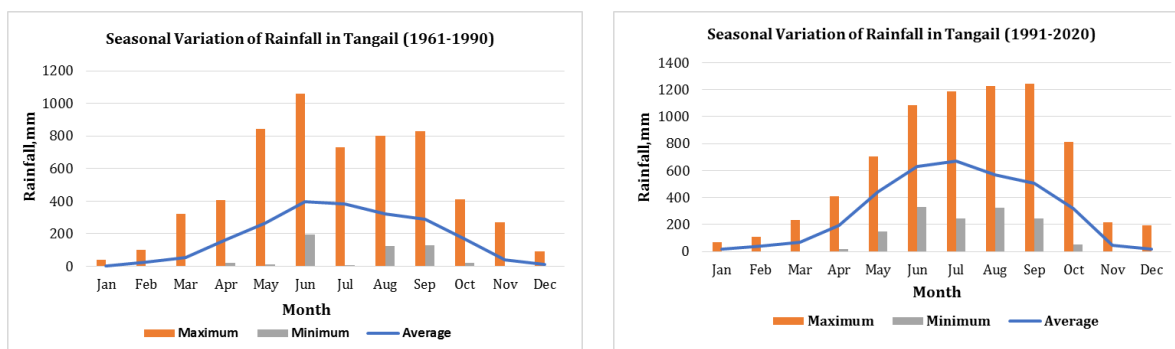 Seasonal Variation of Rainfall in Tangail (1961-1990)
Rainfall,mm
1200
1000
800
600
400
200
0
Jan Feb Mar Apr May Jun Jul Aug Sep Oct Nov Dec
Month
Maximum Minimum Average
Seasonal Variation of Rainfall in Tangail (1991-2020)
Rainfall,mm
1400
1200
1000
800
600
400
200
0
Jan Feb Mar Apr May Jun Jul Aug Sep Oct Nov Dec
Month
Maximum Minimum Average